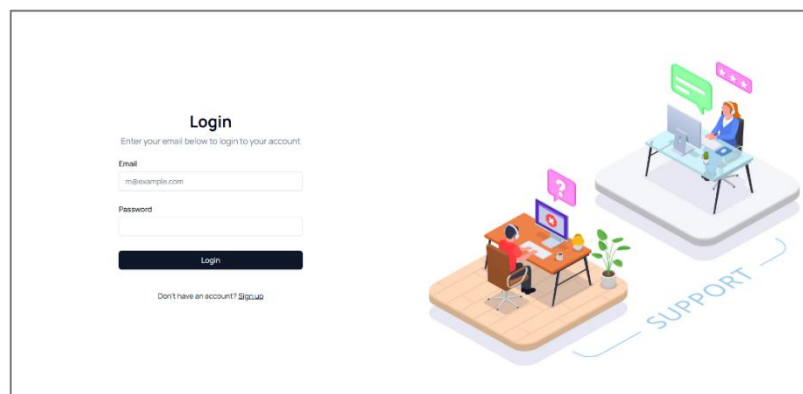 Login
Enter your email below to login to your account
Email
m@example.com
Password
Login
Don't have an account? Sign up
?
SUPPORT